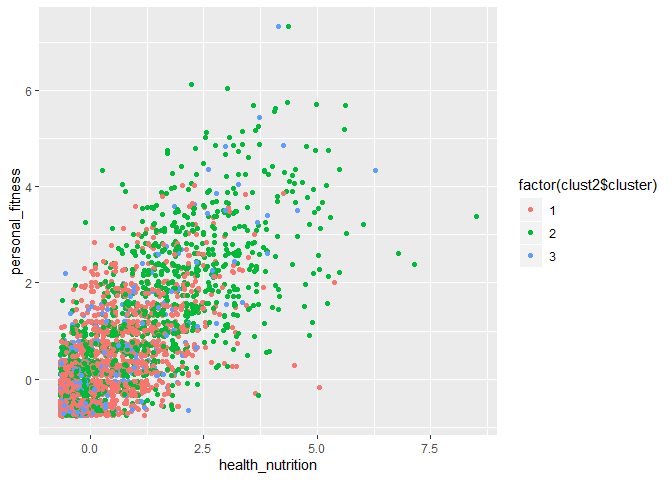 personal_fitness
6
4
2
0
0.0 2.5 5.0 7.5
health_nutrition
factor(clust2$cluster)
1
2
3